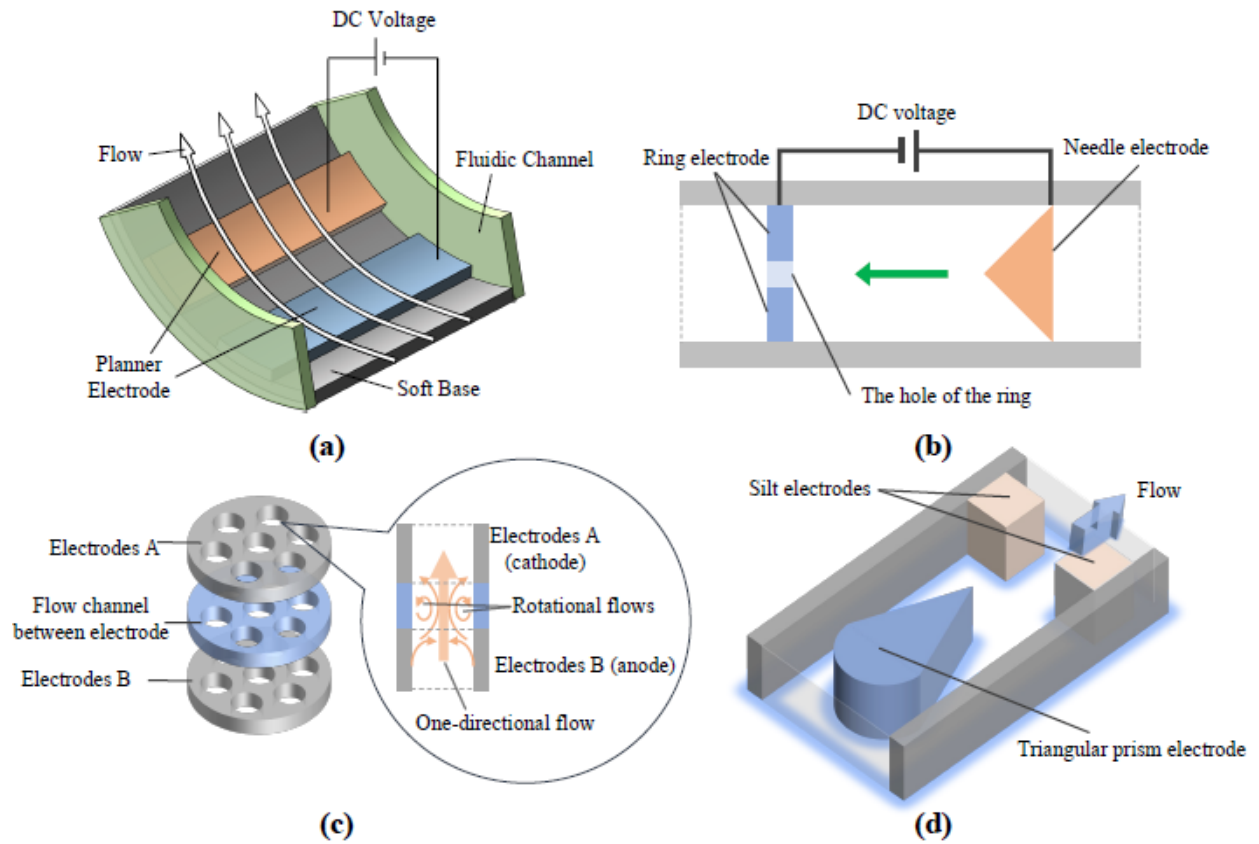 DC Voltage
Flow
Fluidic Channel
Planner
Electrode
Soft Base
(a)
DC voltage
Ring electrode
Needle electrode
The hole of the ring
(b)
Electrodes A
Flow channel
between electrode
Electrodes B
Electrodes A
(cathode)
Rotational flows
Electrodes B (anode)
One-directional flow
(c)
Silt electrodes
Flow
Triangular prism electrode
(d)